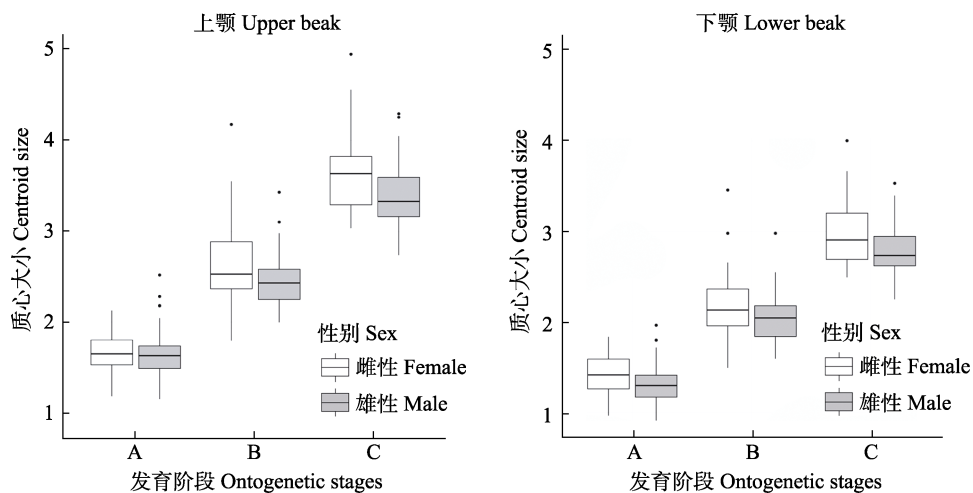 上颚 Upper beak
质心大小 Centroid size
5
4
3
2
1
性别 Sex
雌性 Female
雄性 Male
A B C
发育阶段 Ontogenetic stages
下颚 Lower beak
质心大小 Centroid size
5
4
3
2
1
性别 Sex
雌性 Female
雄性 Male
A B C
发育阶段 Ontogenetic stages